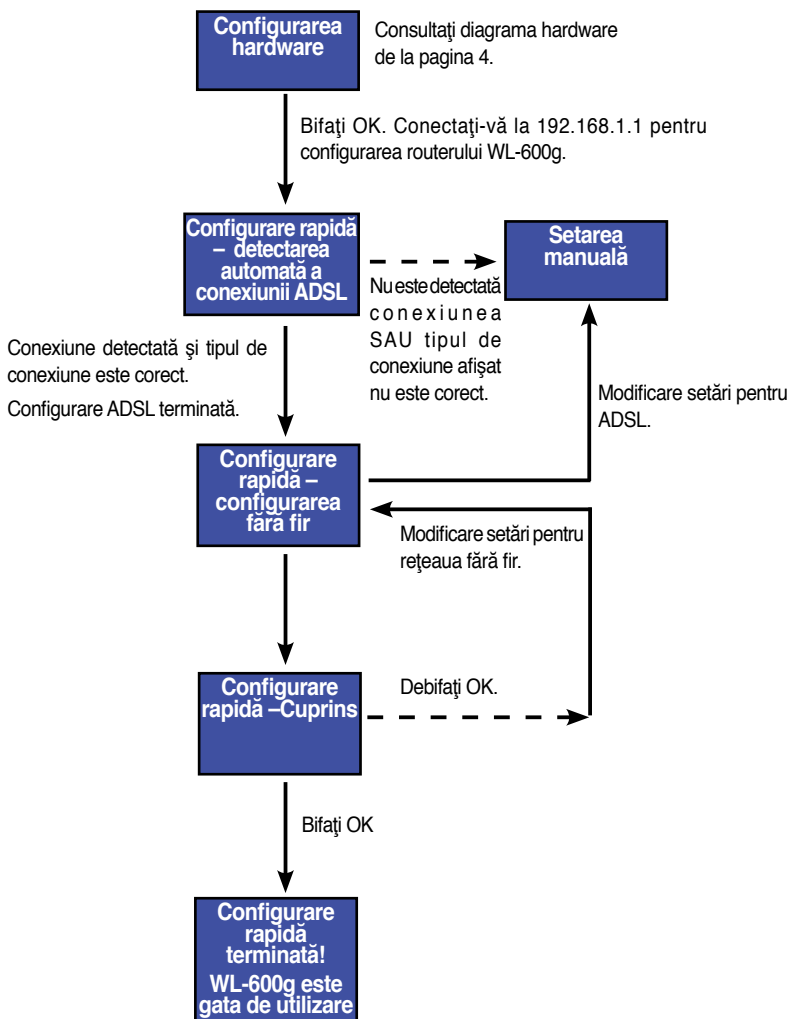 Configurarea
hardware
Consultaţi diagrama hardware
de la pagina 4.
Bifaţi OK. Conectaţi-vă la 192.168.1.1 pentru
configurarea routerului WL-600g.
Configurare rapidă
– detectarea
automată a
conexiunii ADSL
Setarea
manuală
Nu este detectată
conexiunea
SAU tipul de
conexiune afişat
nu este corect.
Conexiune detectată şi tipul de
conexiune este corect.
Configurare ADSL terminată.
Modificare setări pentru
ADSL.
Configurare
rapidă –
configurarea
fără fir
Modificare setări pentru
reţeaua fără fir.
Configurare
rapidă –Cuprins
Debifaţi OK.
Bifaţi OK
Configurare
rapidă
terminată!
WL-600g este
gata de utilizare